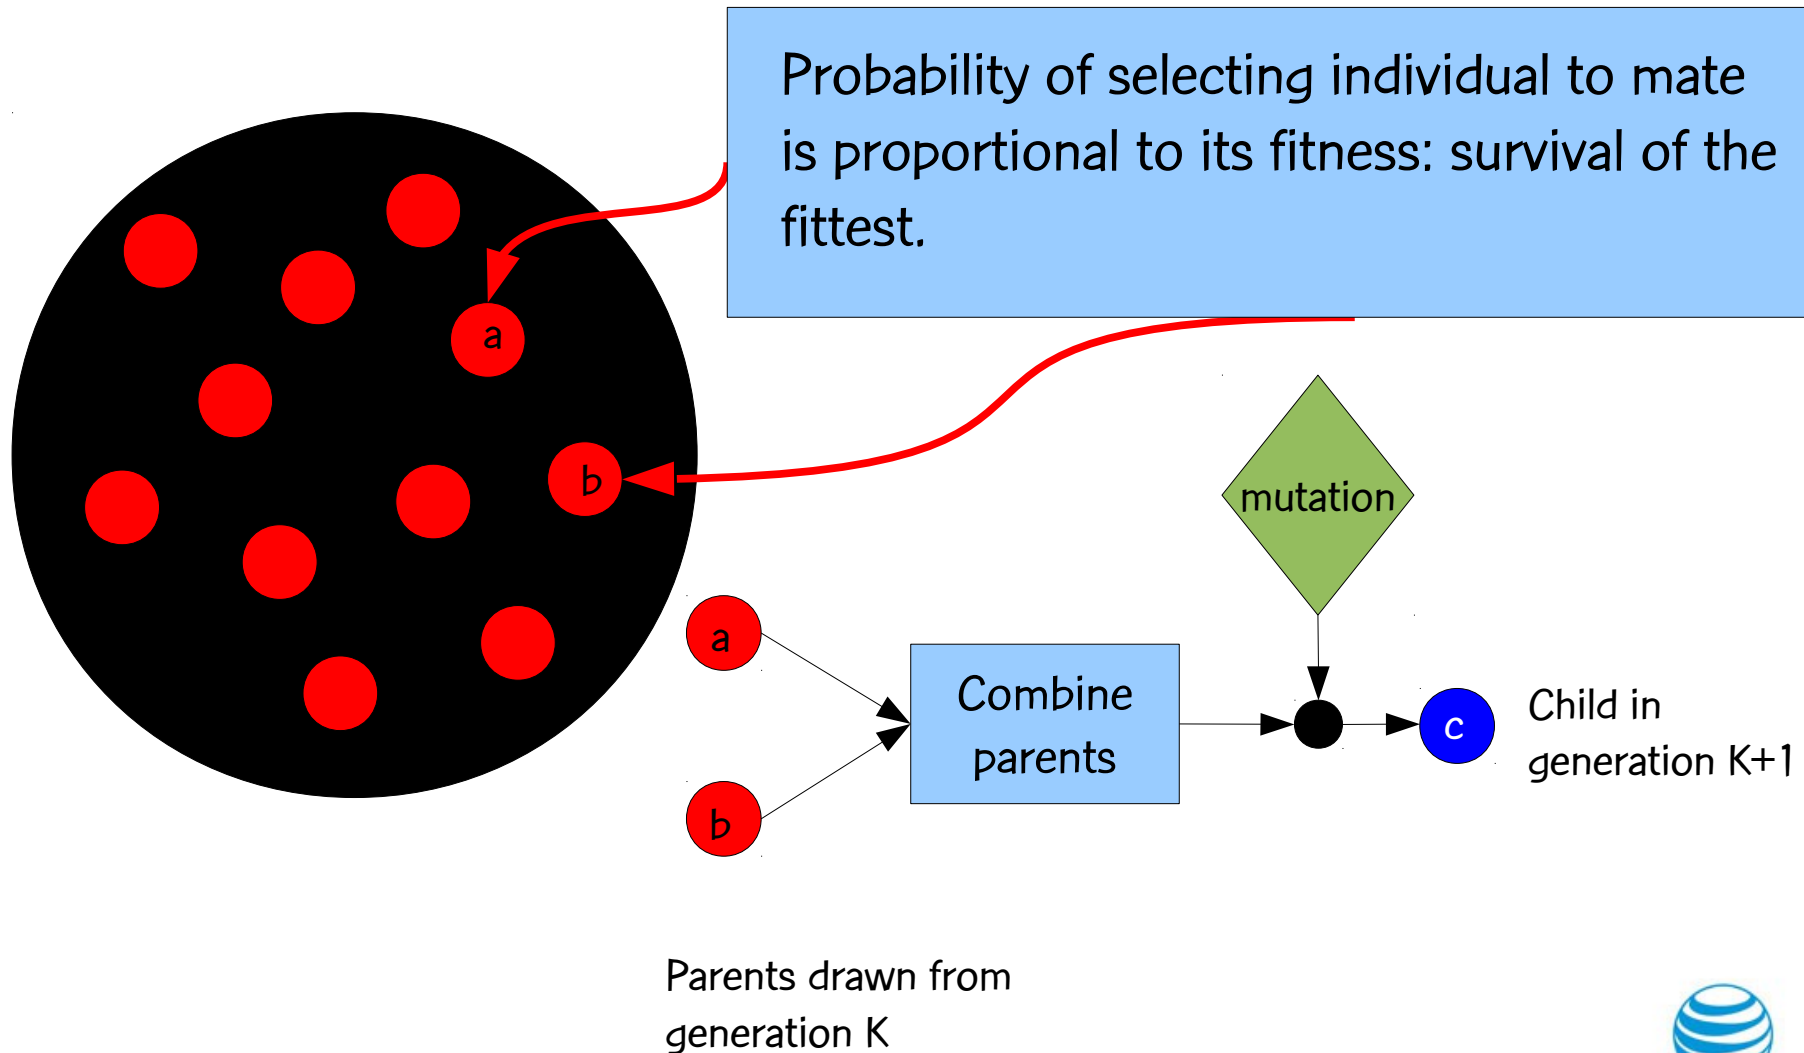 Probability of selecting individual to mate
is proportional to its fitness: survival of the
fittest.
a
b
mutation
a
b
Combine
parents
c
Child in
generation K+1
Parents drawn from
generation K